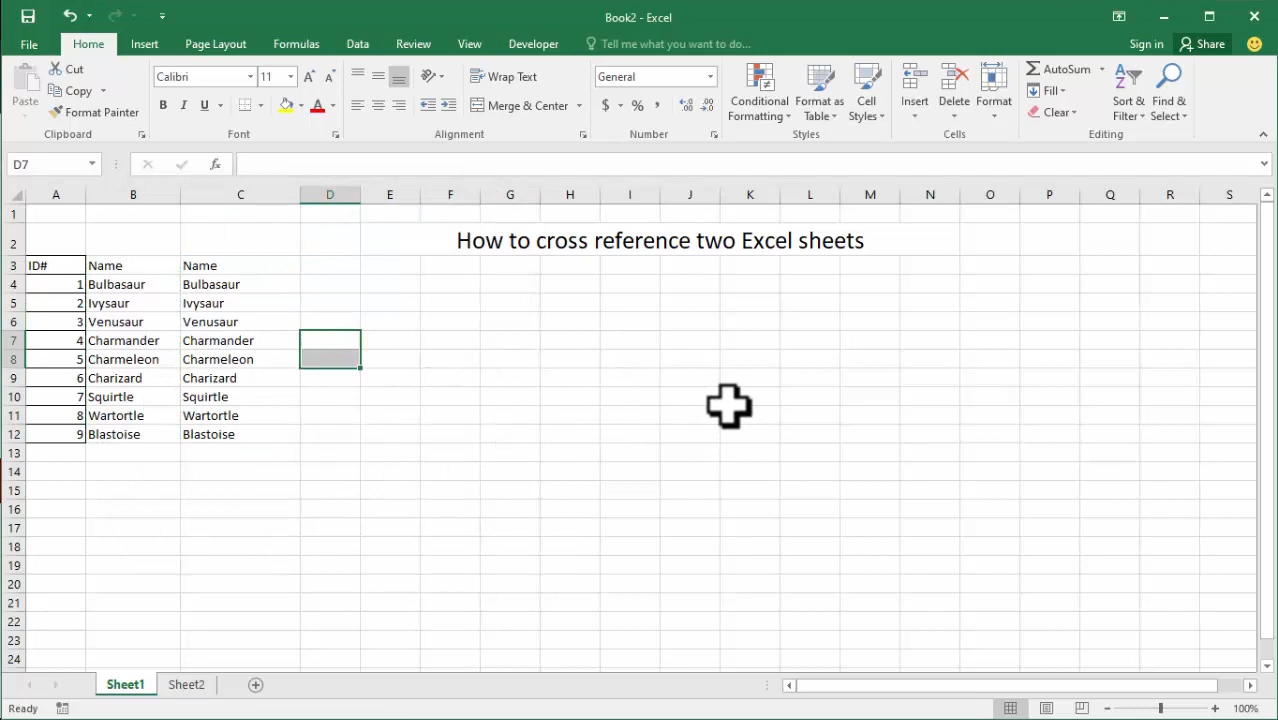 Book2 - Excel
File Home Insert Page Layout Formulas Data Review View Developer Tell me what you want to do... Sign in Share
Paste
Cut
Copy
Format Painter
Clipboard
Calibri 11
B I U
Font
Wrap Text
Merge & Center
Alignment
General
$ % ,
Number
Conditional Formatting
Format as Table
Cell Styles
Styles
Insert
Delete
Format
Cells
AutoSum
Fill
Clear
Sort & Filter
Find & Select
Editing
D7 fx
A B C D E F G H I J K L M N O P Q R S
1
2 How to cross reference two Excel sheets
3 ID# Name Name
4 1 Bulbasaur Bulbasaur
5 2 Ivysaur Ivysaur
6 3 Venusaur Venusaur
7 4 Charmander Charmander
8 5 Charmeleon Charmeleon
9 6 Charizard Charizard
10 7 Squirtle Squirtle
11 8 Wartortle Wartortle
12 9 Blastoise Blastoise
13
14
15
16
17
18
19
20
21
22
23
24
Sheet1 Sheet2
Ready 100%